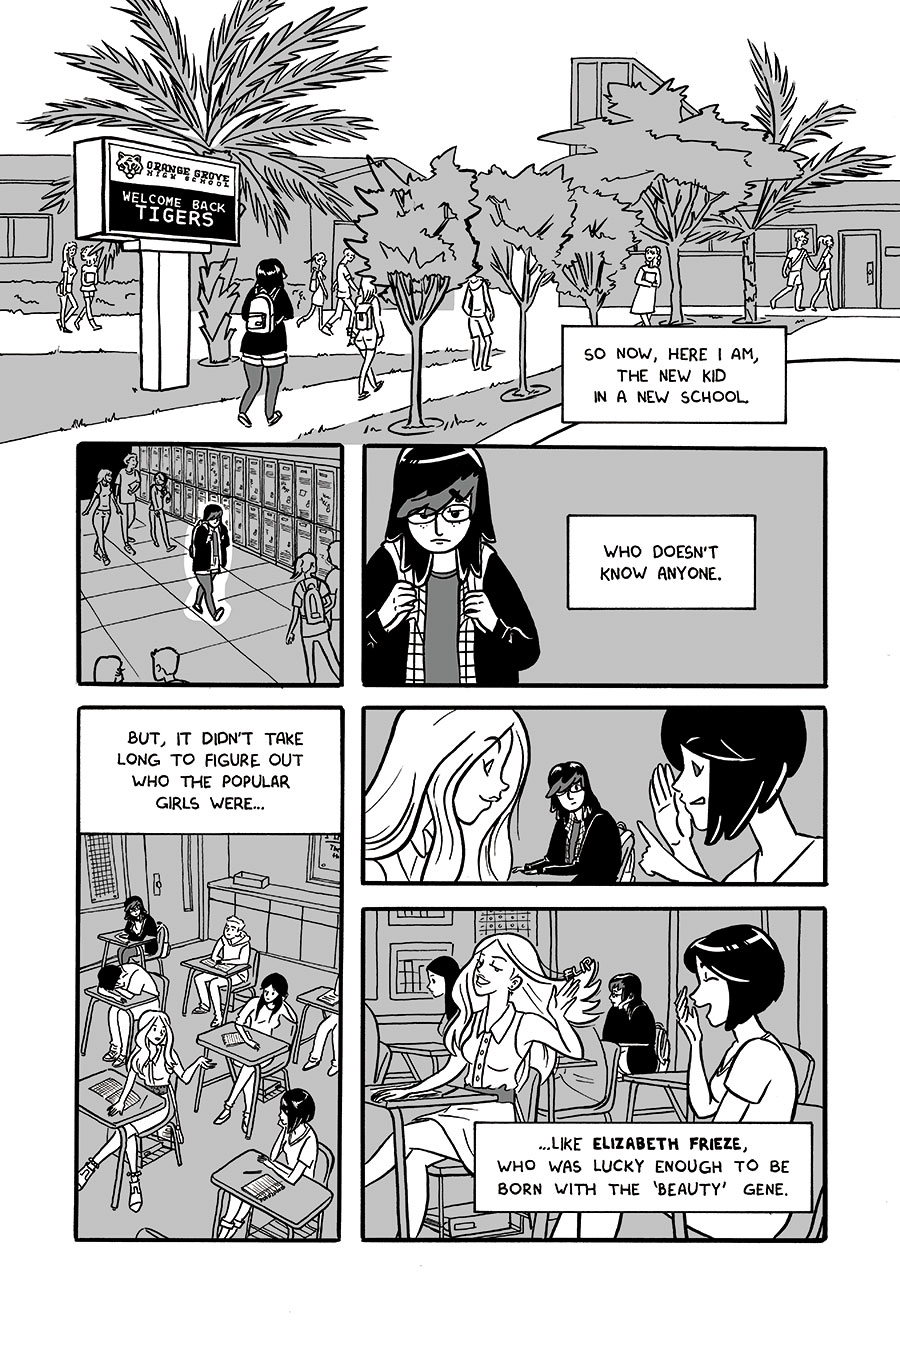 ORANGE GROVE
HIGH SCHOOL
WELCOME BACK
TIGERS
SO NOW, HERE I AM,
THE NEW KID
IN A NEW SCHOOL.
WHO DOESN'T
KNOW ANYONE.
BUT, IT DIDN'T TAKE
LONG TO FIGURE OUT
WHO THE POPULAR
GIRLS WERE...
FLIP
...LIKE ELIZABETH FRIEZE,
WHO WAS LUCKY ENOUGH TO BE
BORN WITH THE 'BEAUTY' GENE.